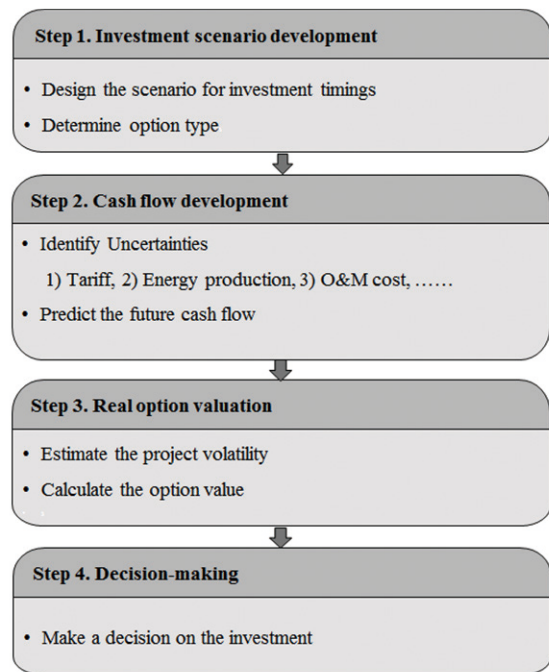 Step 1. Investment scenario development
• Design the scenario for investment timings
• Determine option type
Step 2. Cash flow development
• Identify Uncertainties
1) Tariff, 2) Energy production, 3) O&M cost, ……
• Predict the future cash flow
Step 3. Real option valuation
• Estimate the project volatility
• Calculate the option value
Step 4. Decision-making
• Make a decision on the investment